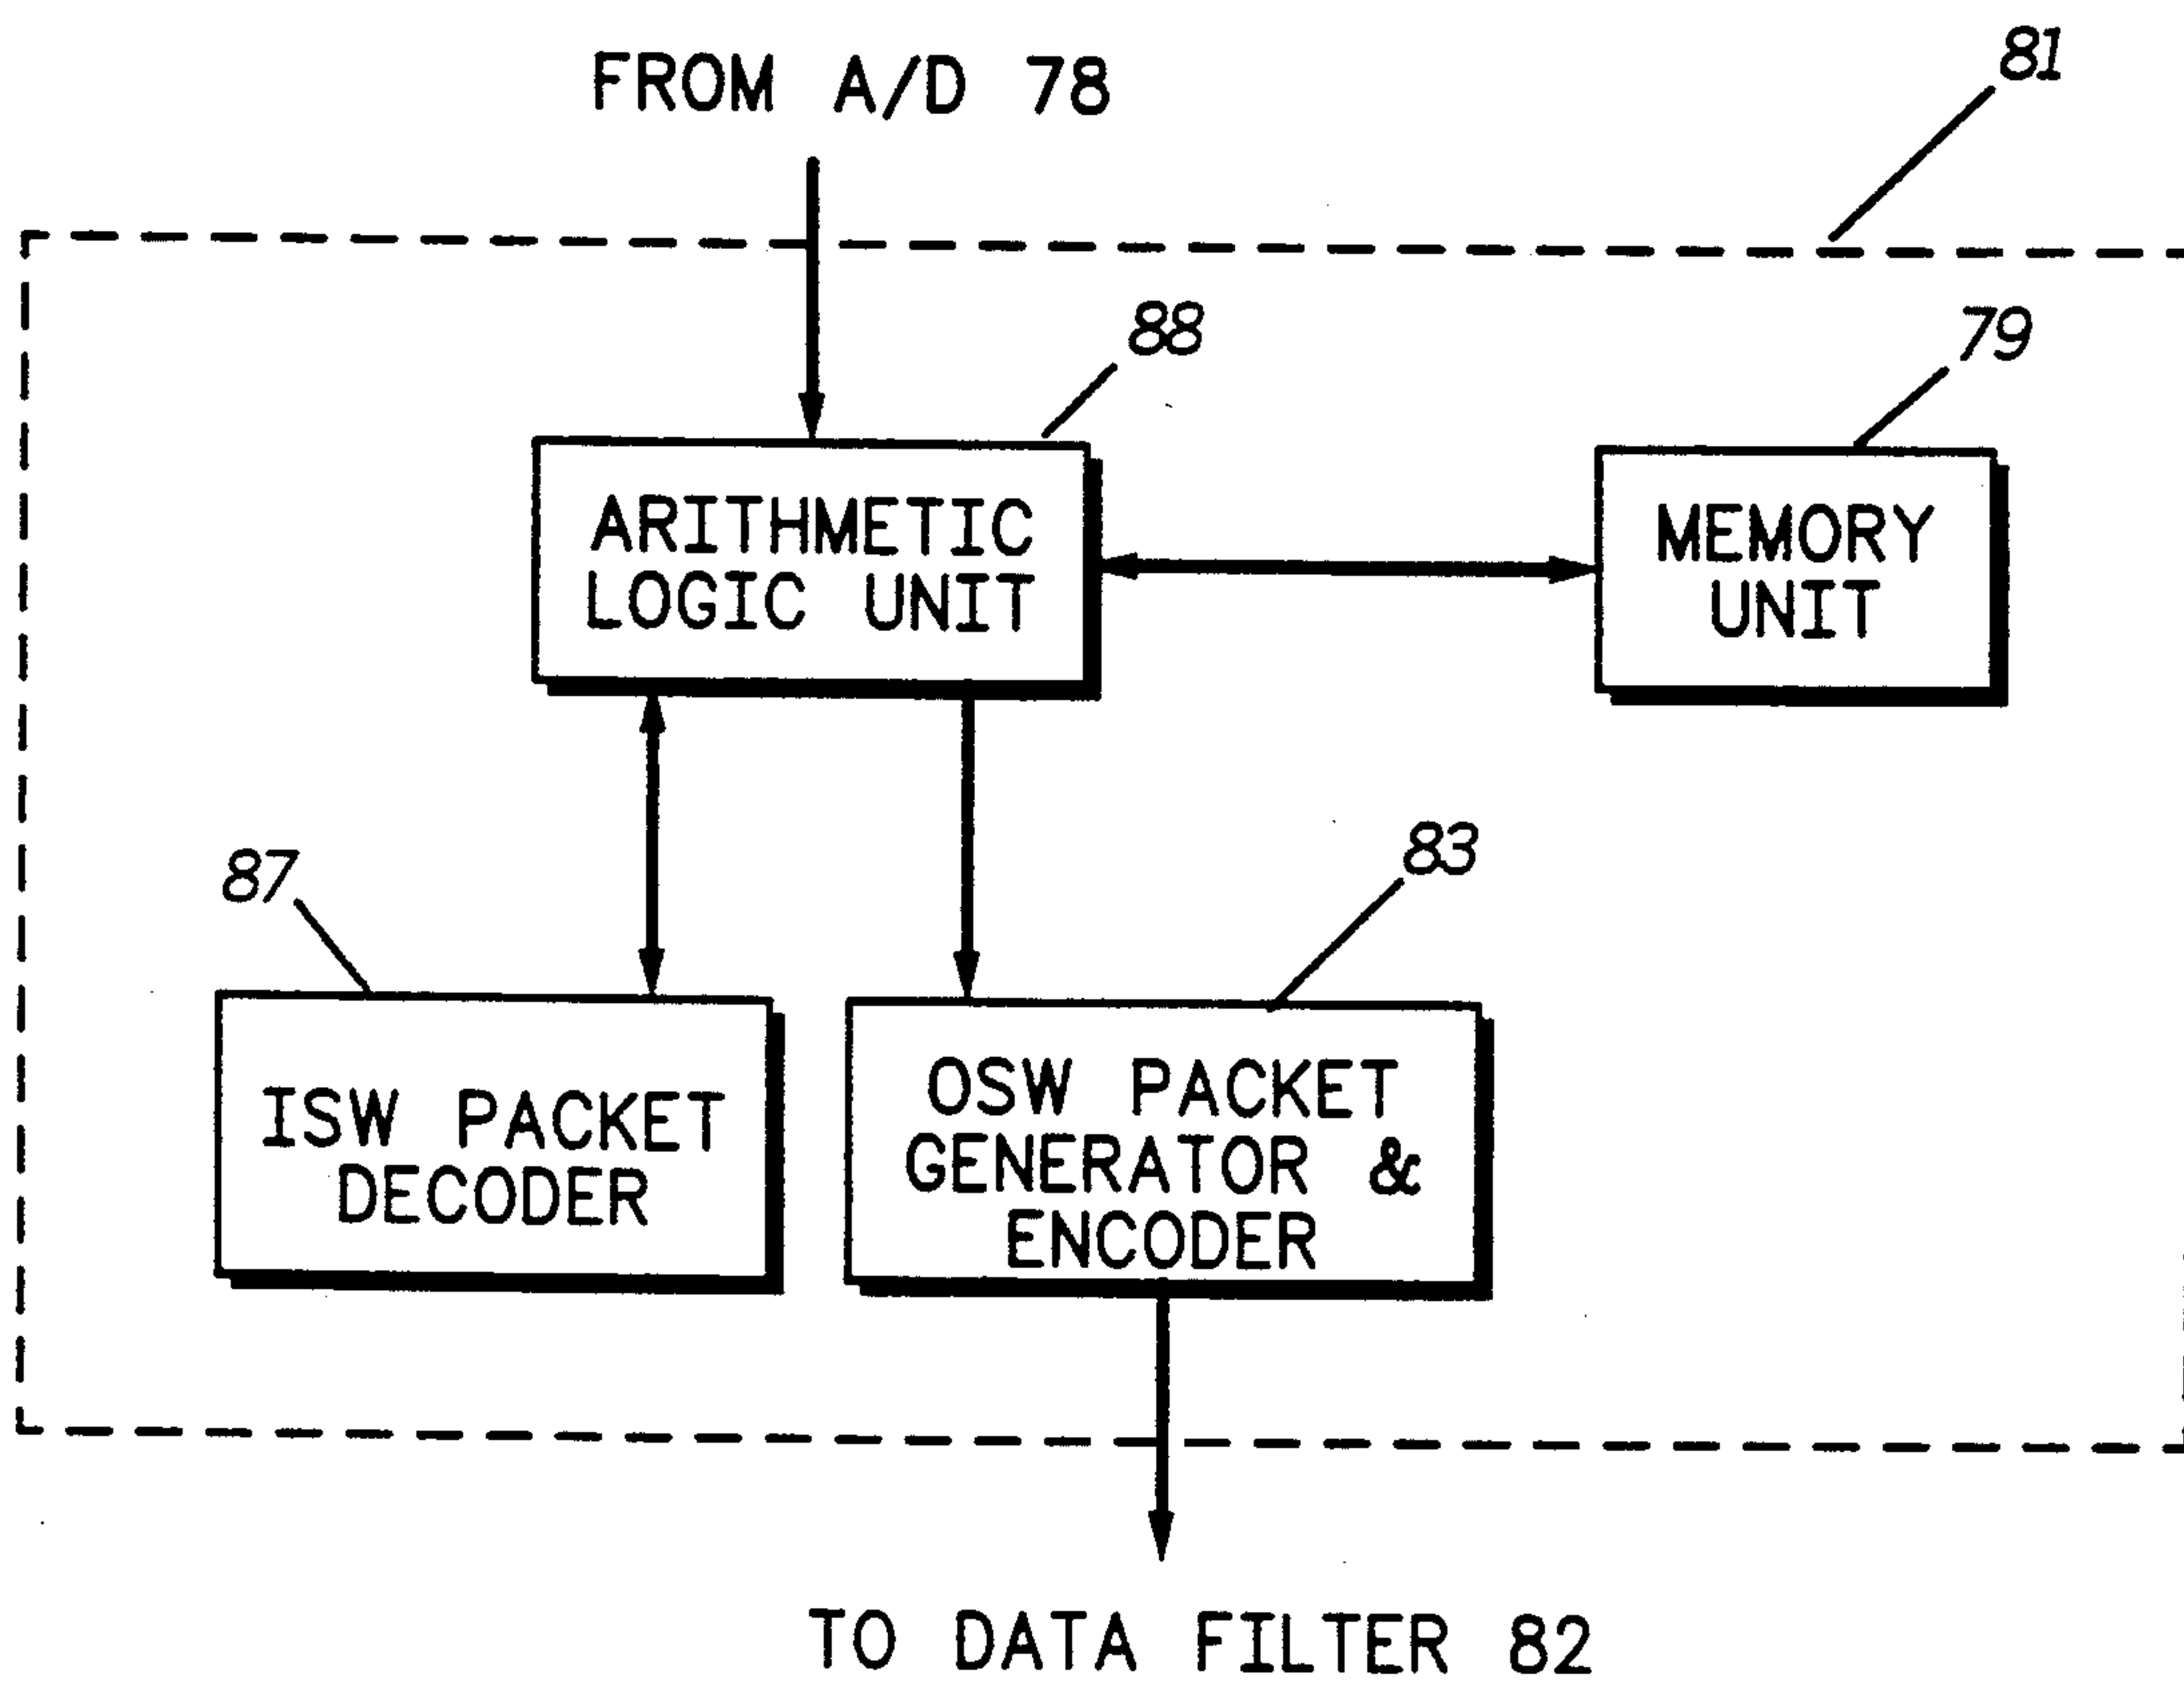 FROM A/D 78
81
88
79
ARITHMETIC
LOGIC UNIT
MEMORY
UNIT
87
83
ISW PACKET
DECODER
OSW PACKET
GENERATOR &
ENCODER
TO DATA FILTER 82